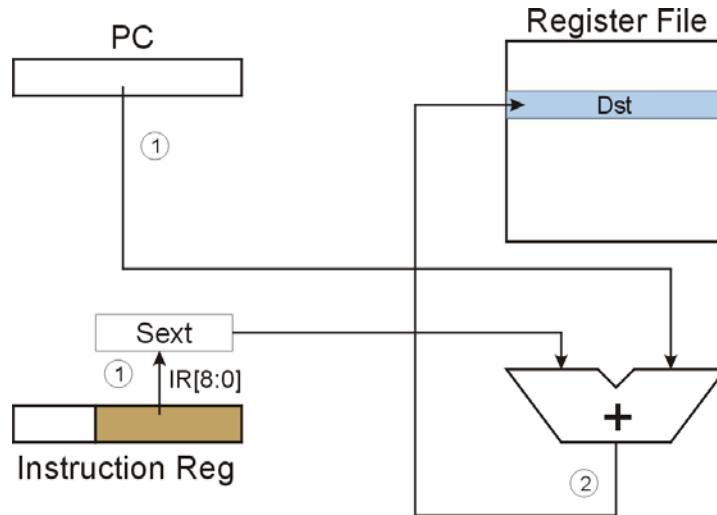 PC
Register File
Dst
1
Sext
1
IR[8:0]
+
Instruction Reg
2